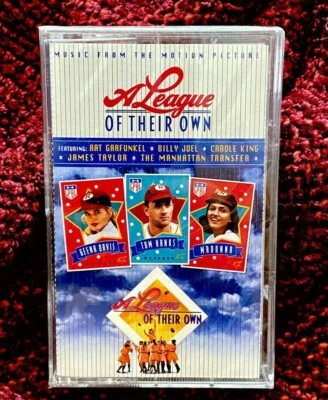 MUSIC FROM THE MOTION PICTURE
A League
OF THEIR OWN
FEATURING: ART GARFUNKEL • BILLY JOEL • CAROLE KING
• JAMES TAYLOR • THE MANHATTAN TRANSFER •
GEENA DAVIS
TOM HANKS
MADONNA
A League
OF THEIR OWN